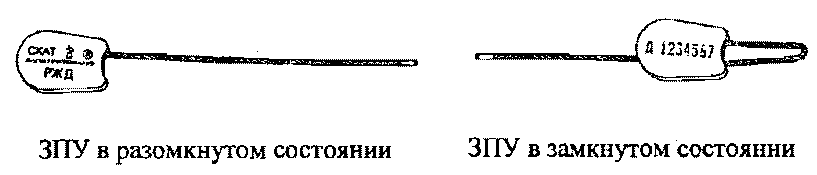 СКАТ
РЖД
Д 1234567
ЗПУ в разомкнутом состоянии
ЗПУ в замкнутом состоянии